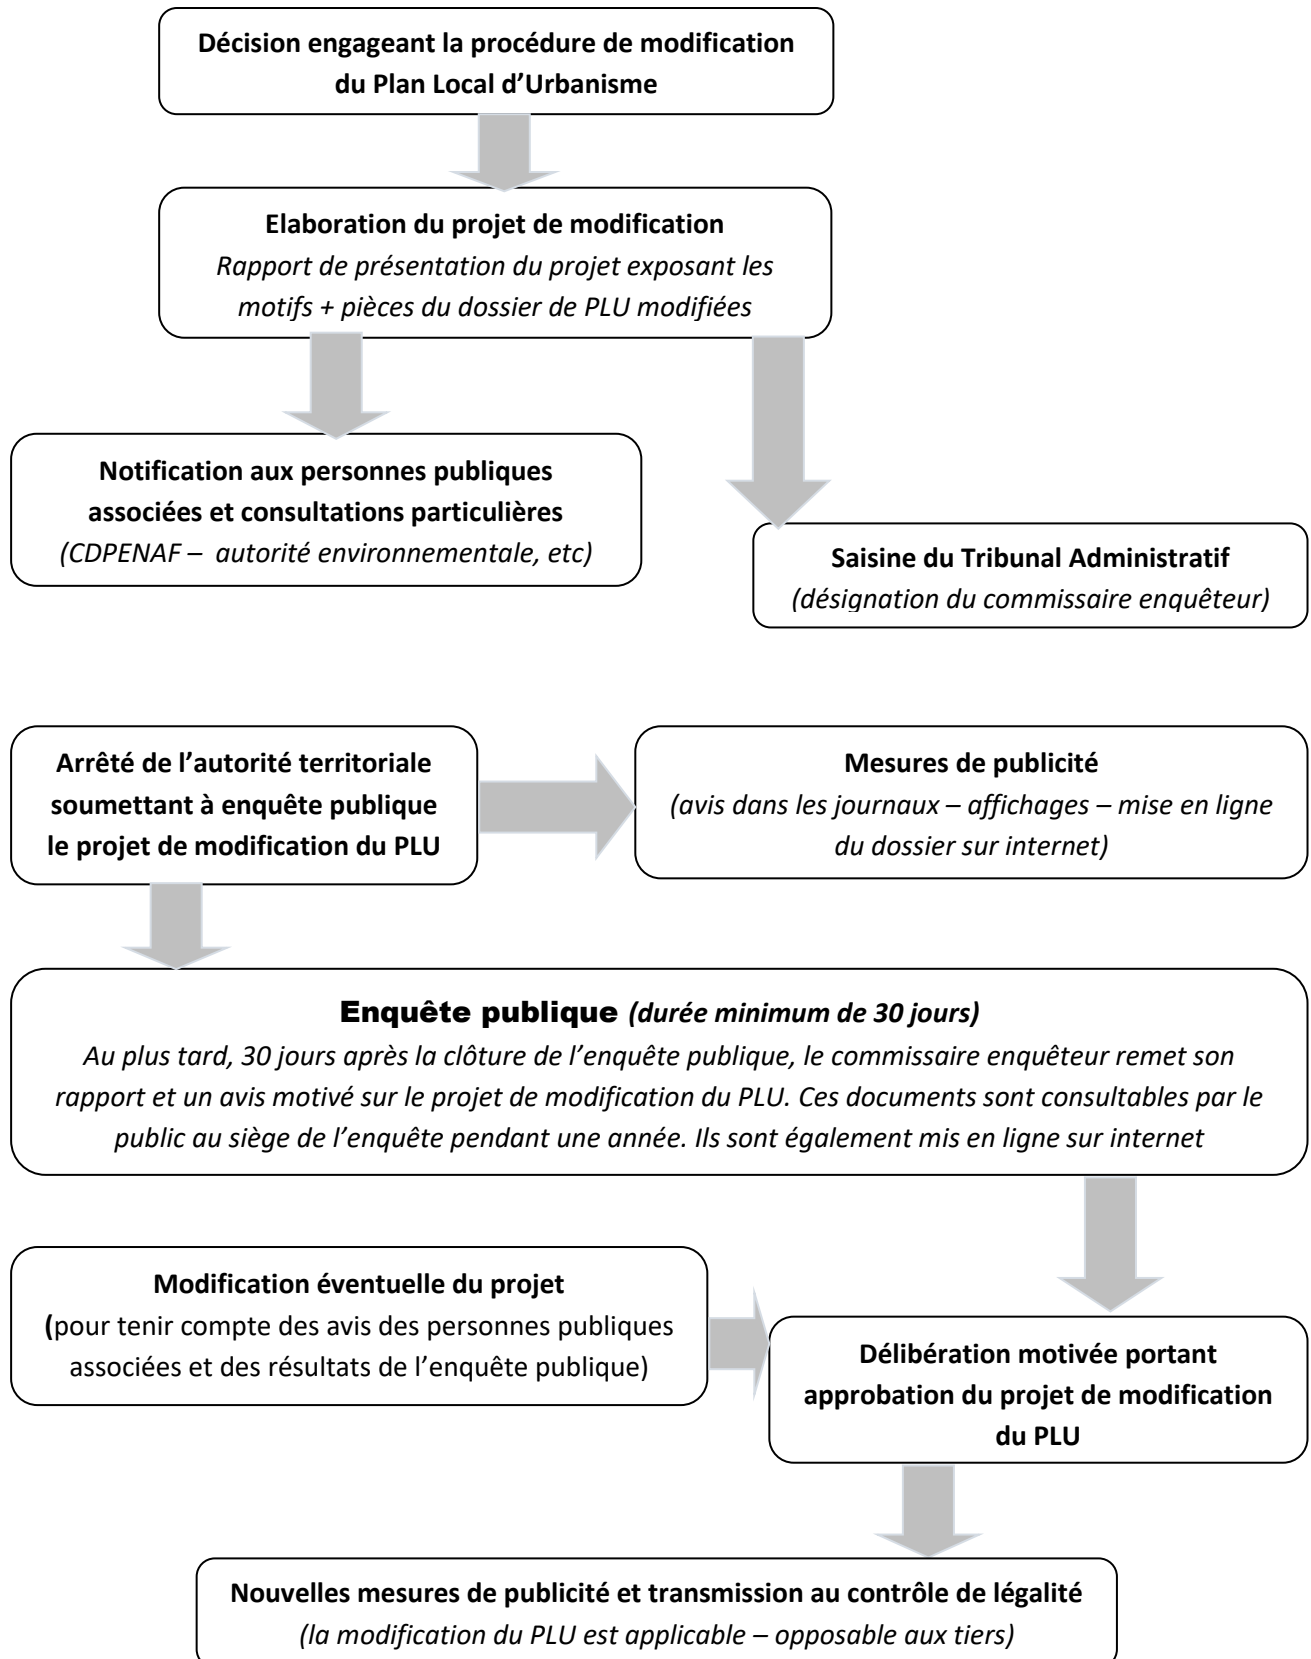 Décision engageant la procédure de modification
du Plan Local d’Urbanisme
Elaboration du projet de modification
Rapport de présentation du projet exposant les
motifs + pièces du dossier de PLU modifiées
Notification aux personnes publiques
associées et consultations particulières
(CDPENAF – autorité environnementale, etc)
Saisine du Tribunal Administratif
(désignation du commissaire enquêteur)
Arrêté de l’autorité territoriale
soumettant à enquête publique
le projet de modification du PLU
Mesures de publicité
(avis dans les journaux – affichages – mise en ligne
du dossier sur internet)
Enquête publique (durée minimum de 30 jours)
Au plus tard, 30 jours après la clôture de l’enquête publique, le commissaire enquêteur remet son
rapport et un avis motivé sur le projet de modification du PLU. Ces documents sont consultables par le
public au siège de l’enquête pendant une année. Ils sont également mis en ligne sur internet
Modification éventuelle du projet
(pour tenir compte des avis des personnes publiques
associées et des résultats de l’enquête publique)
Délibération motivée portant
approbation du projet de modification
du PLU
Nouvelles mesures de publicité et transmission au contrôle de légalité
(la modification du PLU est applicable – opposable aux tiers)